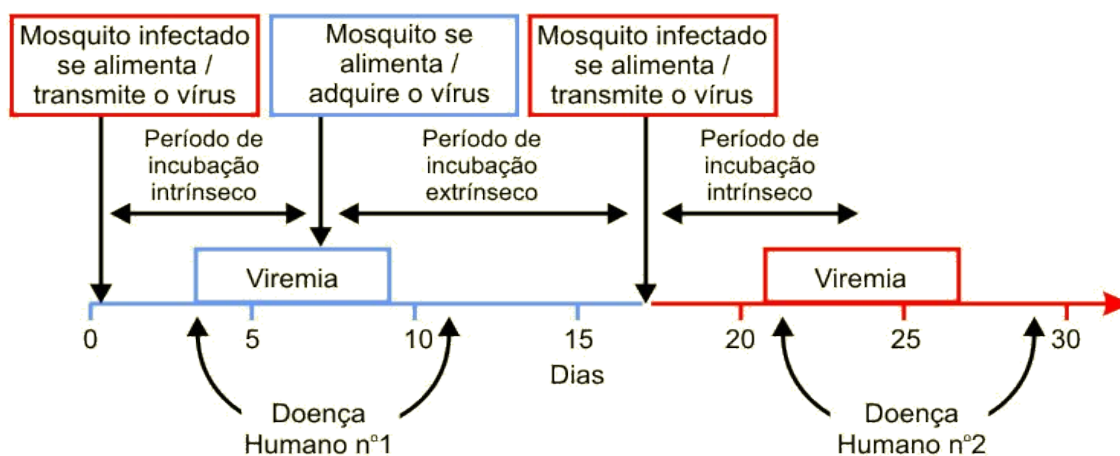 Mosquito infectado
se alimenta /
transmite o vírus
Mosquito se
alimenta /
adquire o vírus
Mosquito infectado
se alimenta /
transmite o vírus
Período de
incubação
intrínseco
Período de
incubação
extrínseco
Período de
incubação
intrínseco
Viremia
Viremia
0
5
10
15
20
25
30
Dias
Doença
Humano nº1
Doença
Humano nº2